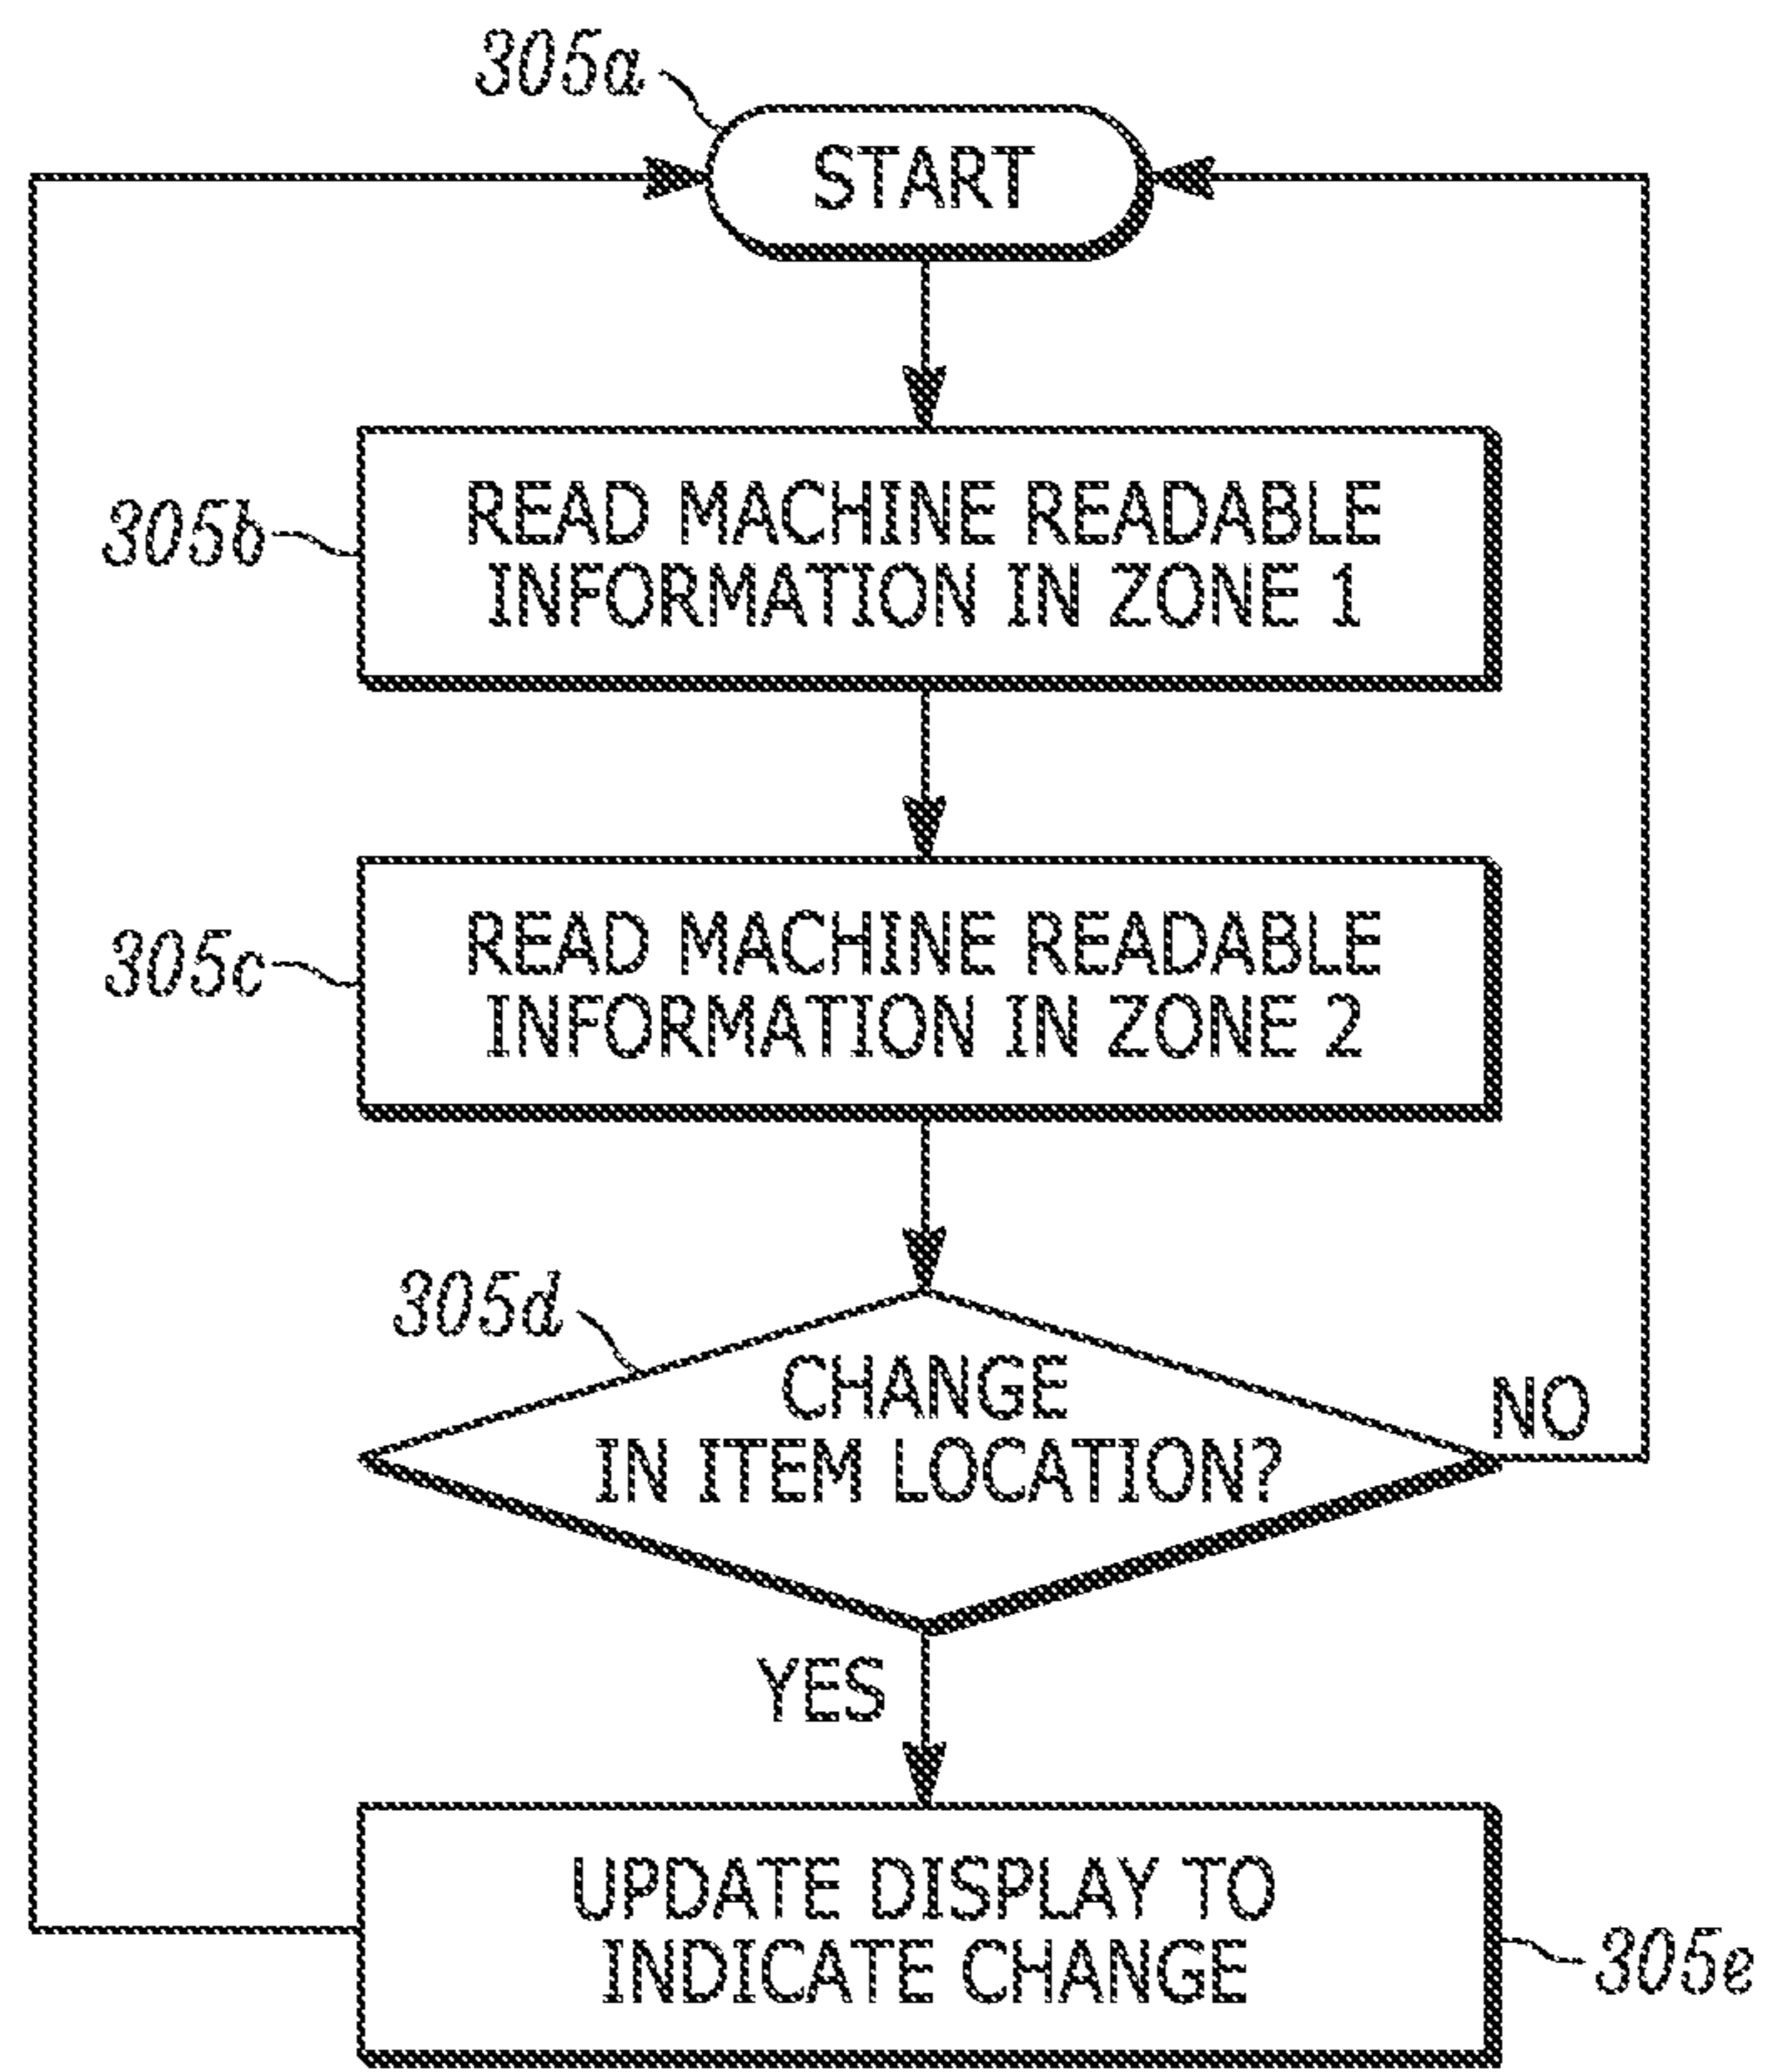 305a
START
305b
READ MACHINE READABLE
INFORMATION IN ZONE 1
305c
READ MACHINE READABLE
INFORMATION IN ZONE 2
305d
CHANGE
IN ITEM LOCATION?
NO
YES
UPDATE DISPLAY TO
INDICATE CHANGE
305e